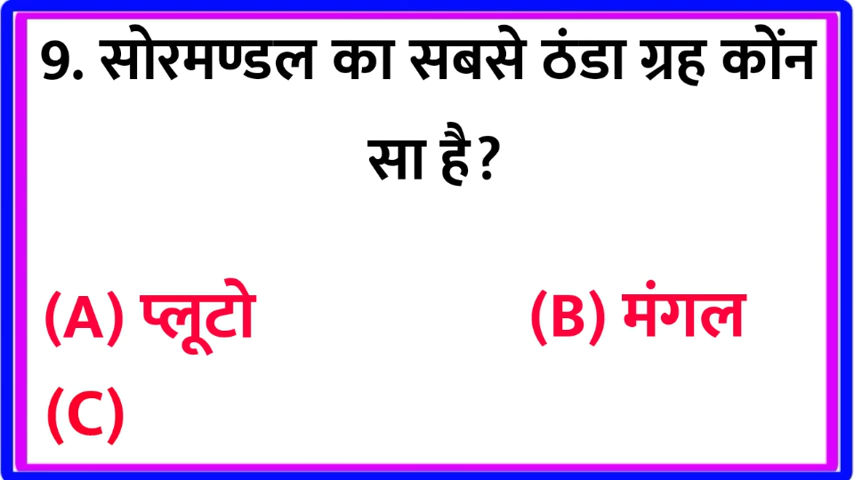 9. सोरमण्डल का सबसे ठंडा ग्रह कोंन
सा है?
(A) प्लूटो (B) मंगल
(C)